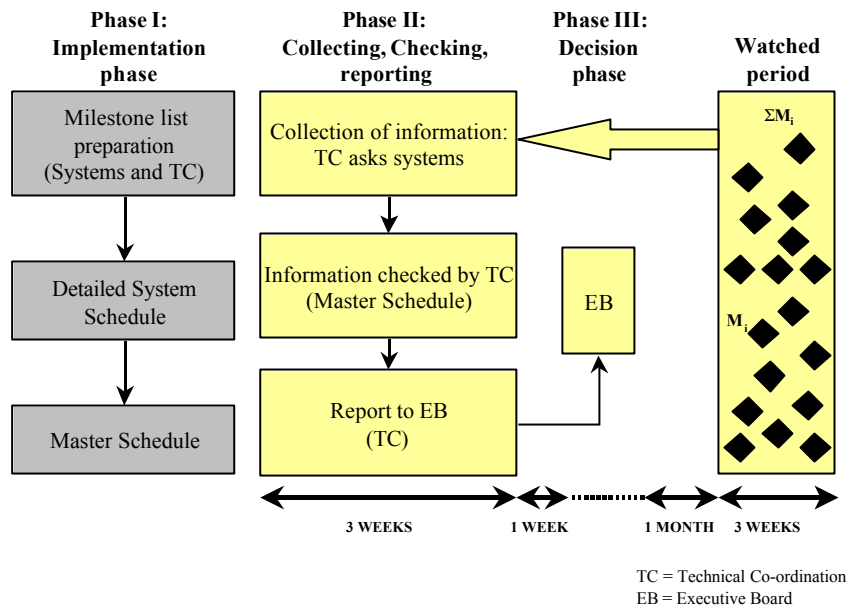 Phase I:
Implementation
phase
Phase II:
Collecting, Checking,
reporting
Phase III:
Decision
phase
Watched
period
Milestone list
preparation
(Systems and TC)
Detailed System
Schedule
Master Schedule
Collection of information:
TC asks systems
Information checked by TC
(Master Schedule)
Report to EB
(TC)
EB
ΣMi
Mi
3 WEEKS
1 WEEK
1 MONTH
3 WEEKS
TC = Technical Co-ordination
EB = Executive Board